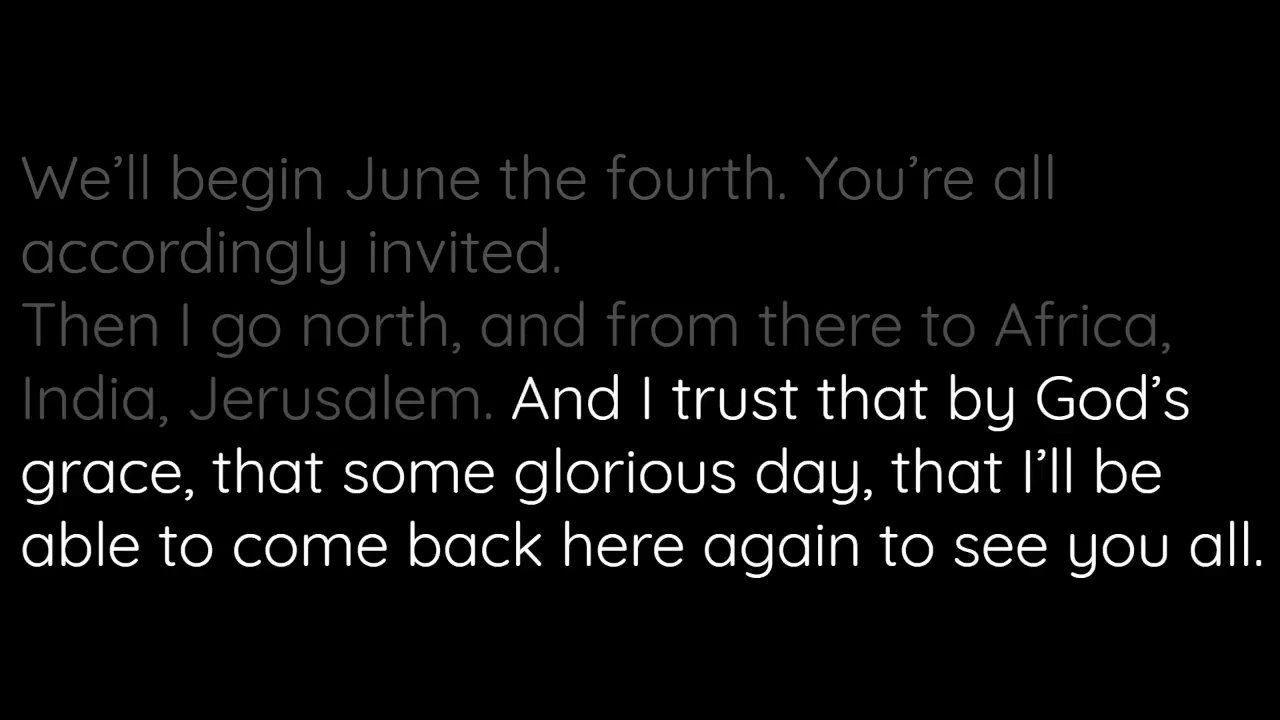 We’ll begin June the fourth. You’re all
accordingly invited.
Then I go north, and from there to Africa,
India, Jerusalem. And I trust that by God’s
grace, that some glorious day, that I’ll be
able to come back here again to see you all.